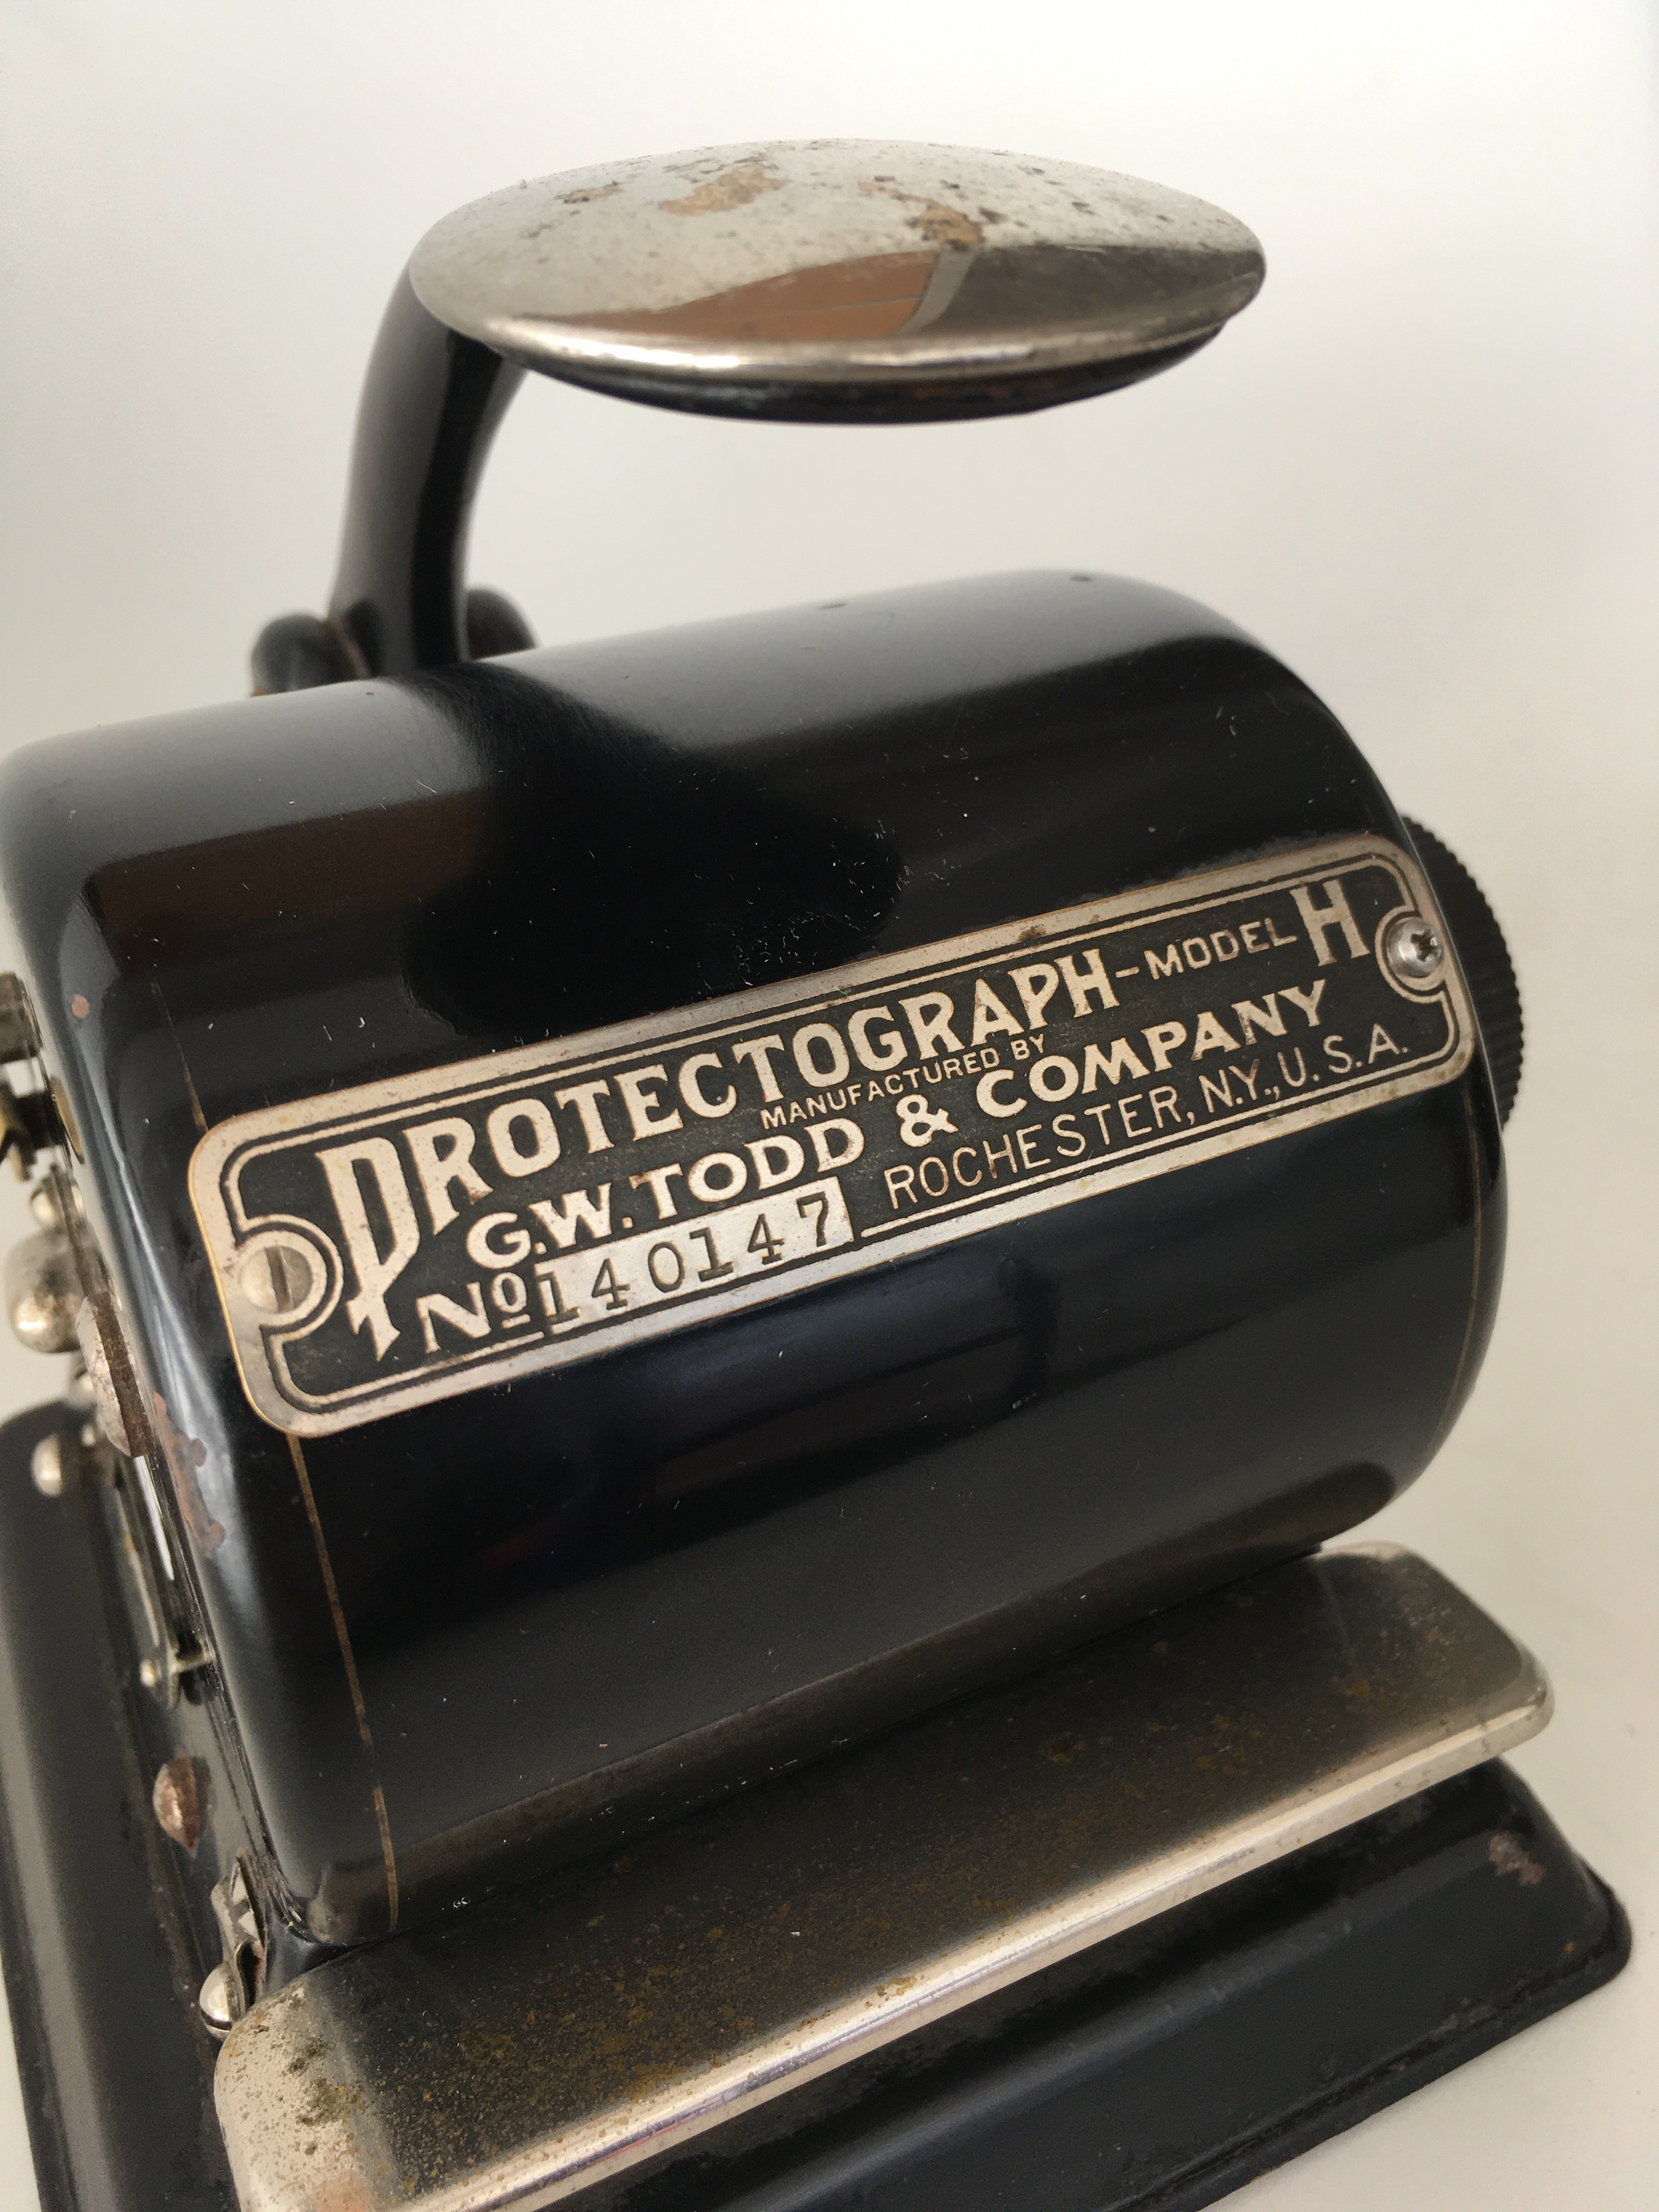 PROTECTOGRAPH-MODEL H
MANUFACTURED BY
G.W. TODD & COMPANY
Nº 140147 ROCHESTER, N.Y., U.S.A.